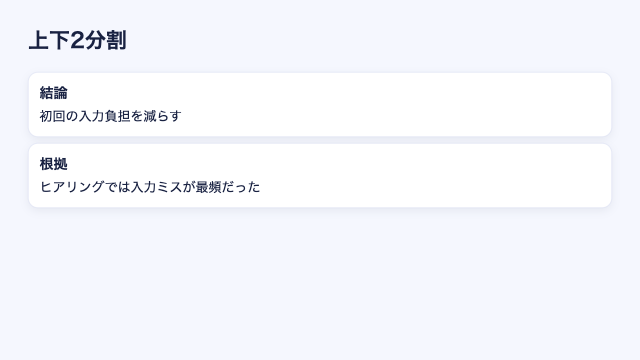 上下2分割
結論
初回の入力負担を減らす
根拠
ヒアリングでは入力ミスが最頻だった